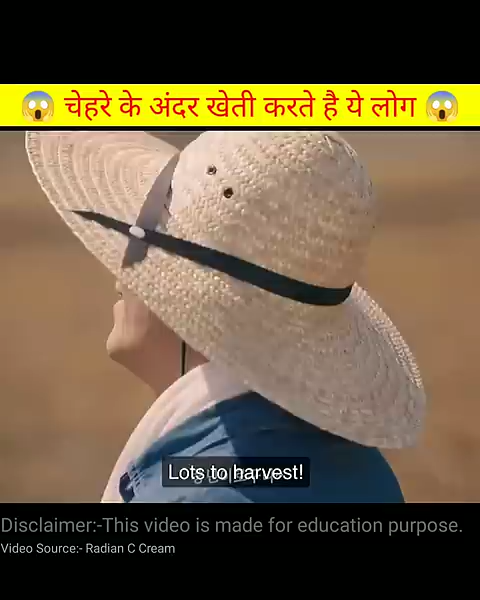 😱 चेहरे के अंदर खेती करते है ये लोग 😱
Lots to harvest!
Disclaimer:-This video is made for education purpose.
Video Source:- Radian C Cream